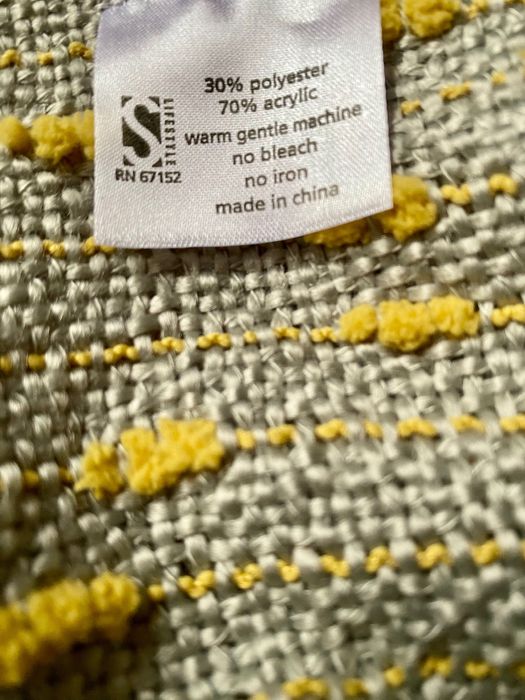 30% polyester
70% acrylic
warm gentle machine
no bleach
no iron
made in china
S
LIFESTYLE
RN 67152